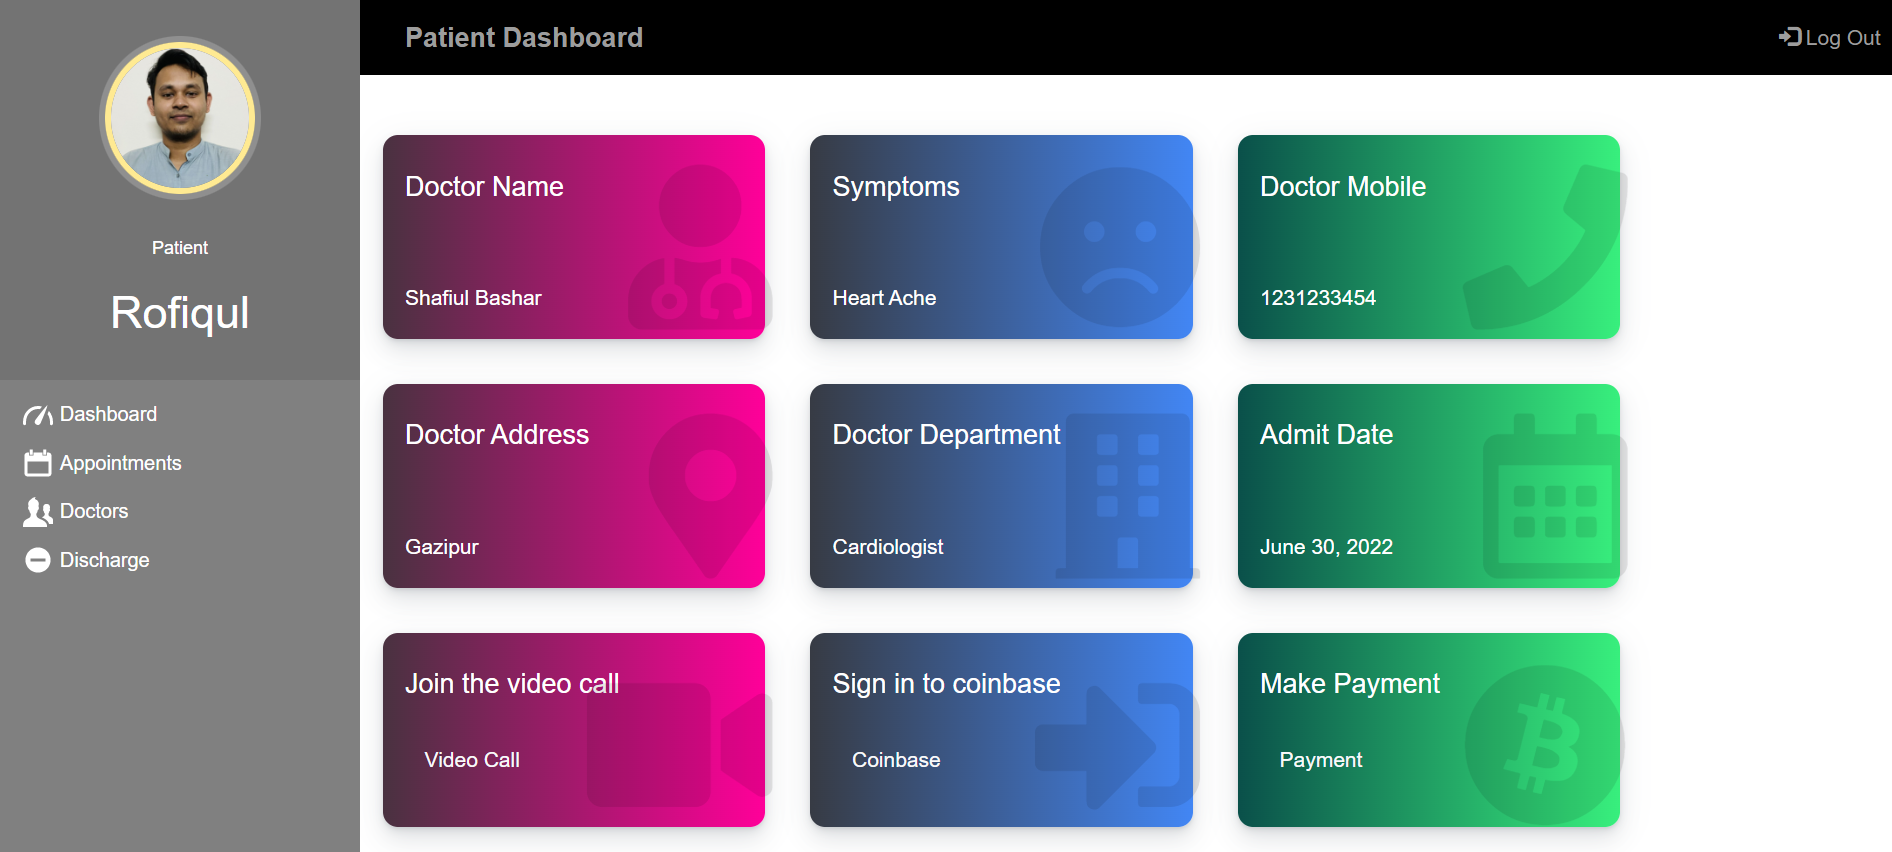 Patient Dashboard
Log Out
Patient
Rofiqul
Dashboard
Appointments
Doctors
Discharge
Doctor Name
Shafiul Bashar
Symptoms
Heart Ache
Doctor Mobile
1231233454
Doctor Address
Gazipur
Doctor Department
Cardiologist
Admit Date
June 30, 2022
Join the video call
Video Call
Sign in to coinbase
Coinbase
Make Payment
Payment